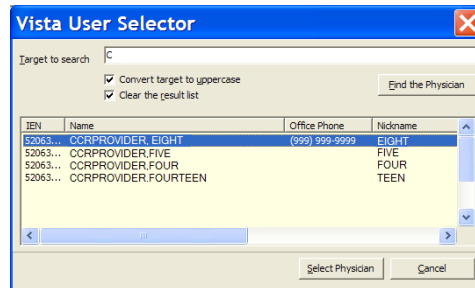 Vista User Selector
Target to search C
Convert target to uppercase
Clear the result list
Find the Physician
IEN Name Office Phone Nickname
52063... CCRPROVIDER, EIGHT (999) 999-9999 EIGHT
52063... CCRPROVIDER,FIVE FIVE
52063... CCRPROVIDER,FOUR FOUR
52063... CCRPROVIDER.FOURTEEN TEEN
Select Physician Cancel